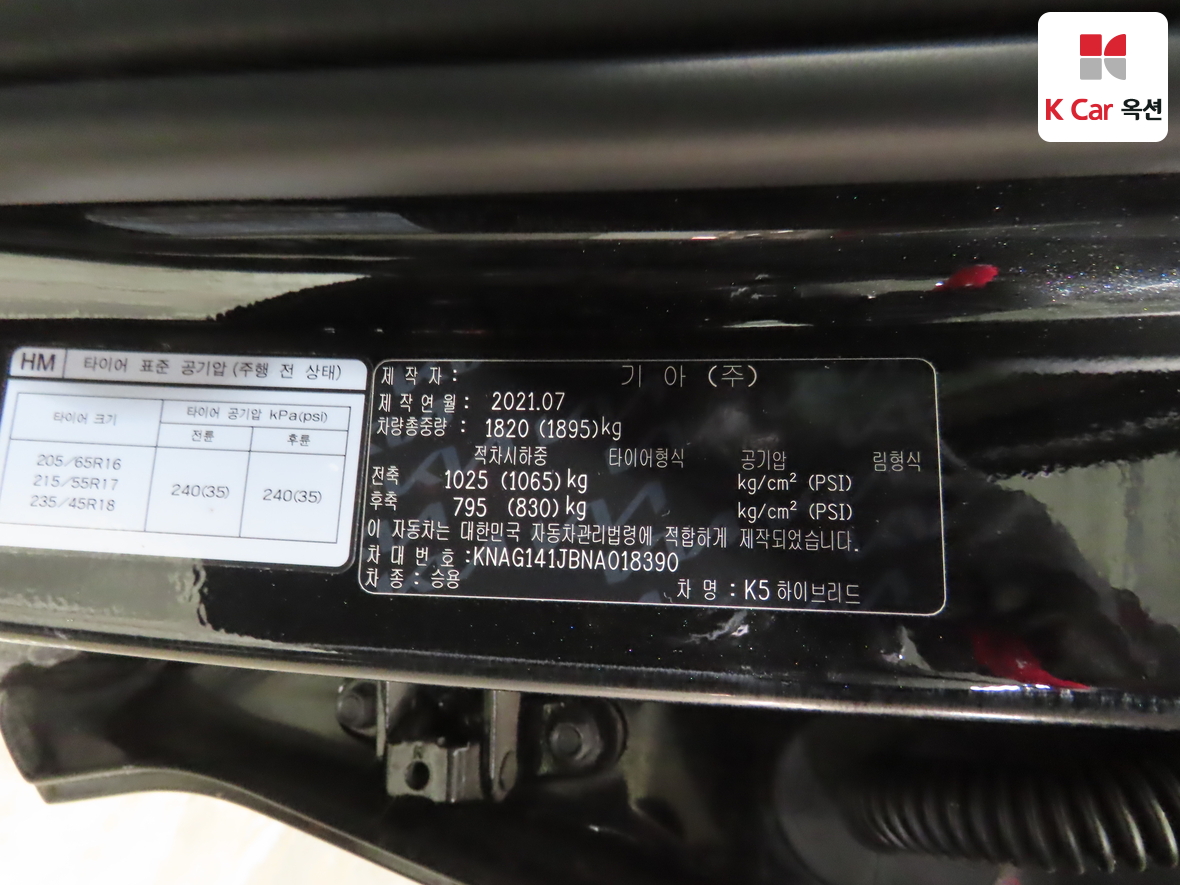 K Car 옥션
HM 타이어 표준 공기압 (주행 전 상태)
타이어 크기 타이어 공기압 kPa(psi)
전륜 후륜
205/65R16
215/55R17
235/45R18
240(35) 240(35)
제 작 자 : 기 아 (주)
제 작 연 월 : 2021.07
차량총중량 : 1820 (1895)kg
적차시하중 타이어형식 공기압 림형식
전축 1025 (1065) kg kg/cm² (PSI)
후축 795 (830) kg kg/cm² (PSI)
이 자동차는 대한민국 자동차관리법령에 적합하게 제작되었습니다.
차 대 번 호 :KNAG141JBNA018390
차 종 : 승용 차 명 : K5 하이브리드